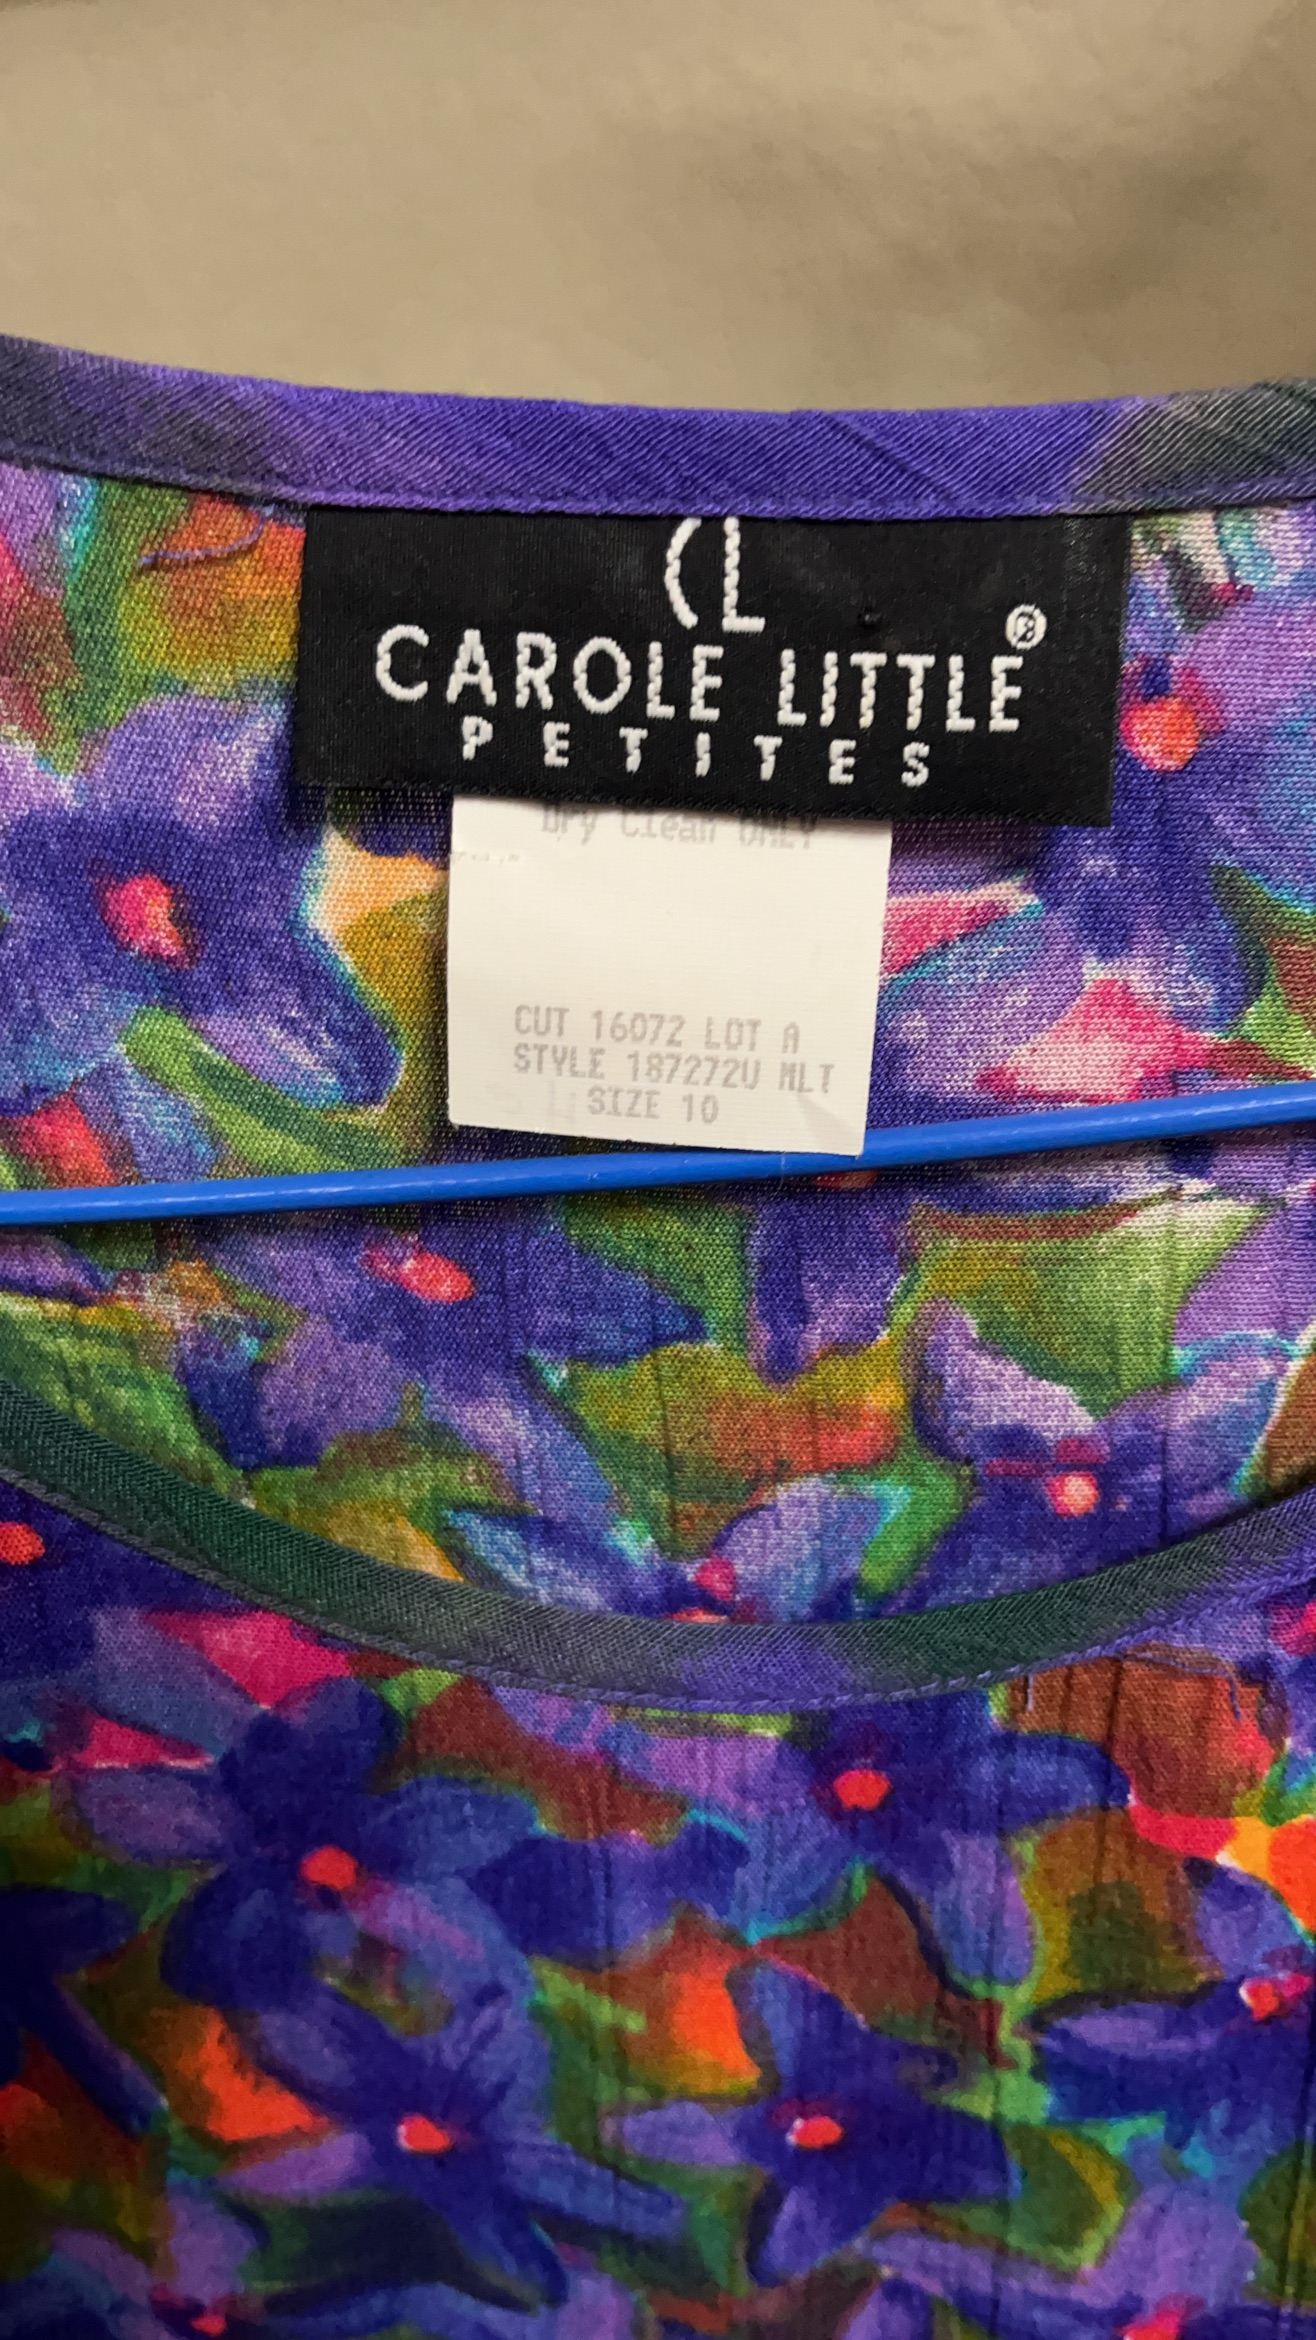 CL
CAROLE LITTLE®
PETITES
Dry Clean ONLY
CUT 16072 LOT A
STYLE 187272U MLT
SIZE 10